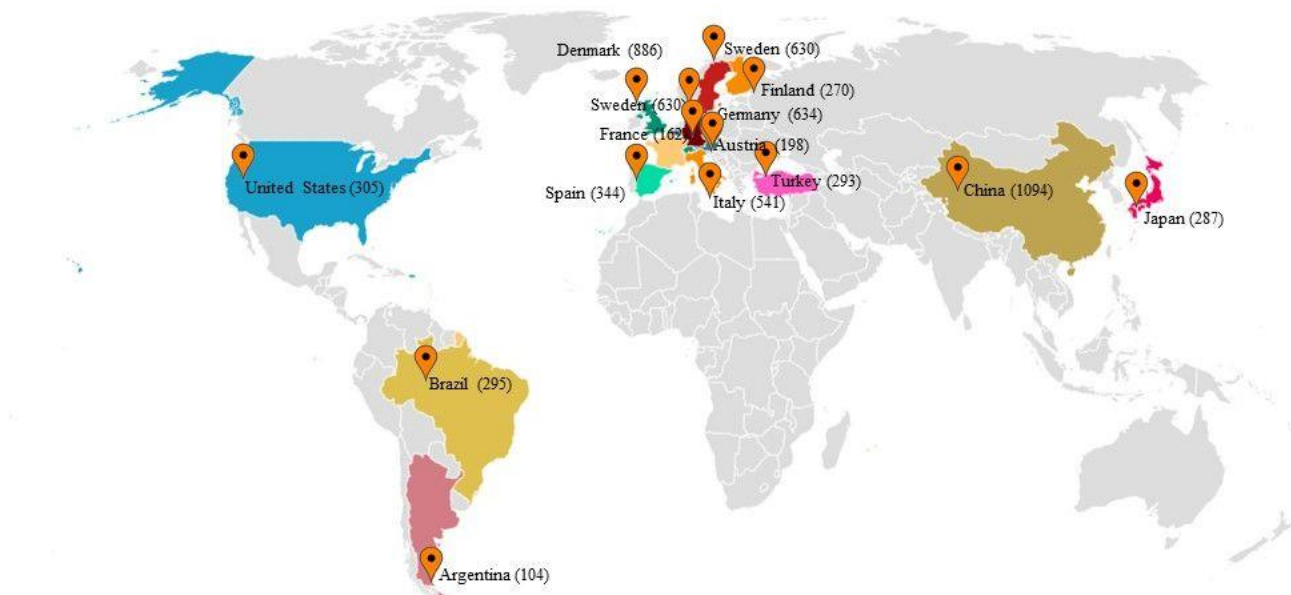 Denmark (886)
Sweden (630)
Finland (270)
Sweden (630)
Germany (634)
France (162)
Austria (198)
United States (305)
Spain (344)
Turkey (293)
Italy (541)
China (1094)
Japan (287)
Brazil (295)
Argentina (104)